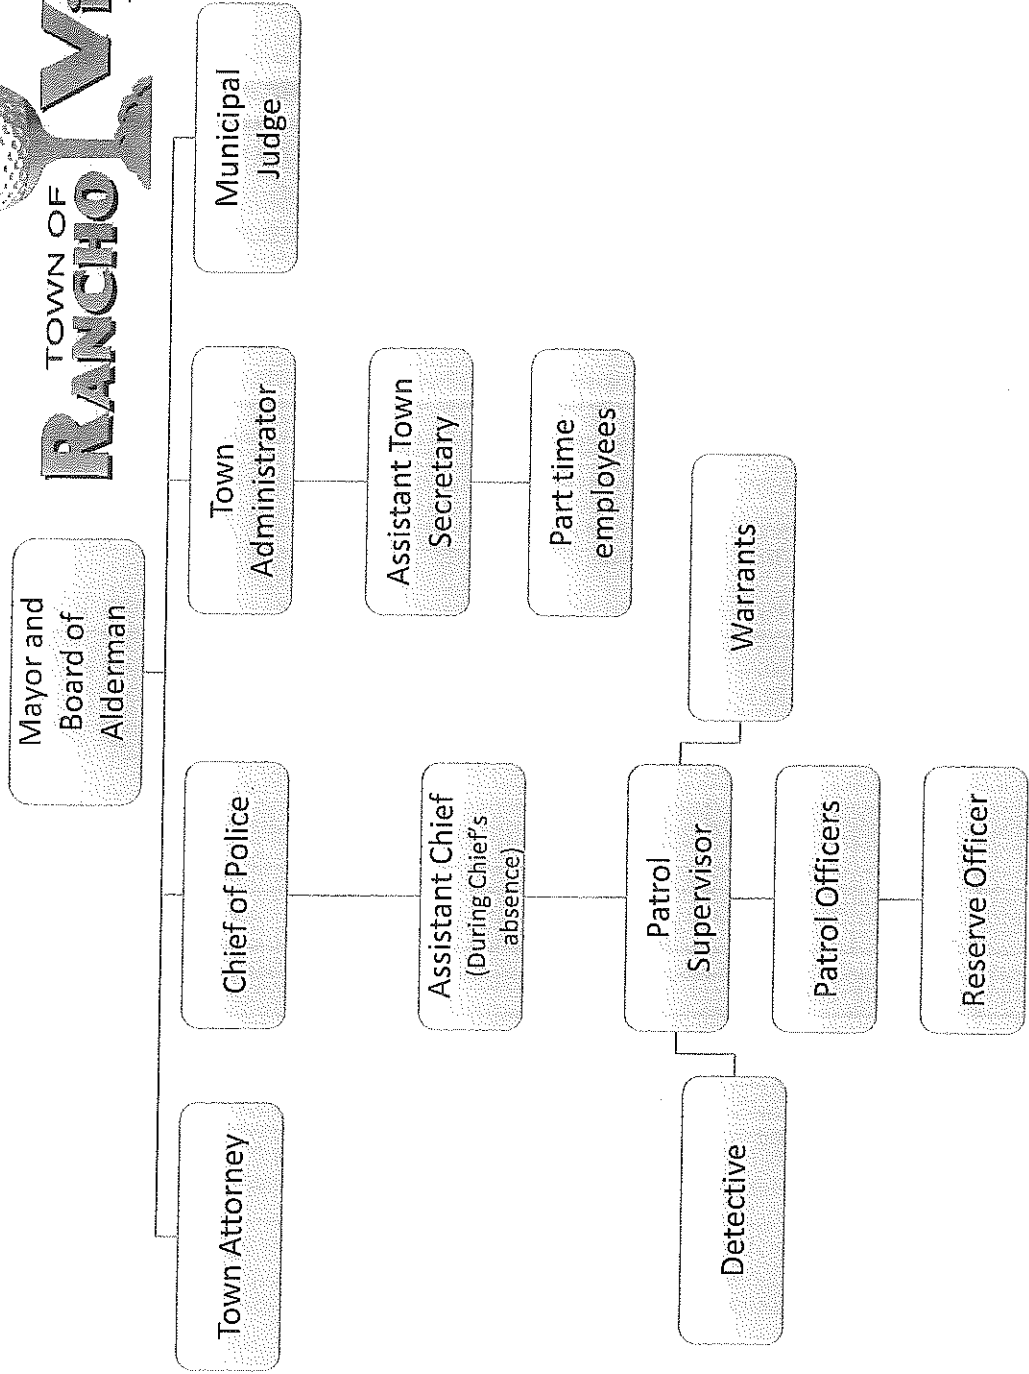 TOWN OF
RANCHO Vi
Mayor and
Board of
Alderman
Town Attorney
Chief of Police
Town
Administrator
Municipal
Judge
Assistant Chief
(During Chief's
absence)
Assistant Town
Secretary
Part time
employees
Patrol
Supervisor
Detective
Warrants
Patrol Officers
Reserve Officer